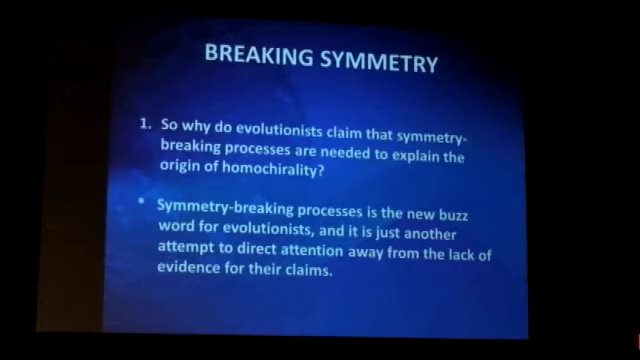 BREAKING SYMMETRY
1. So why do evolutionists claim that symmetry-
breaking processes are needed to explain the
origin of homochirality?
• Symmetry-breaking processes is the new buzz
word for evolutionists, and it is just another
attempt to direct attention away from the lack of
evidence for their claims.